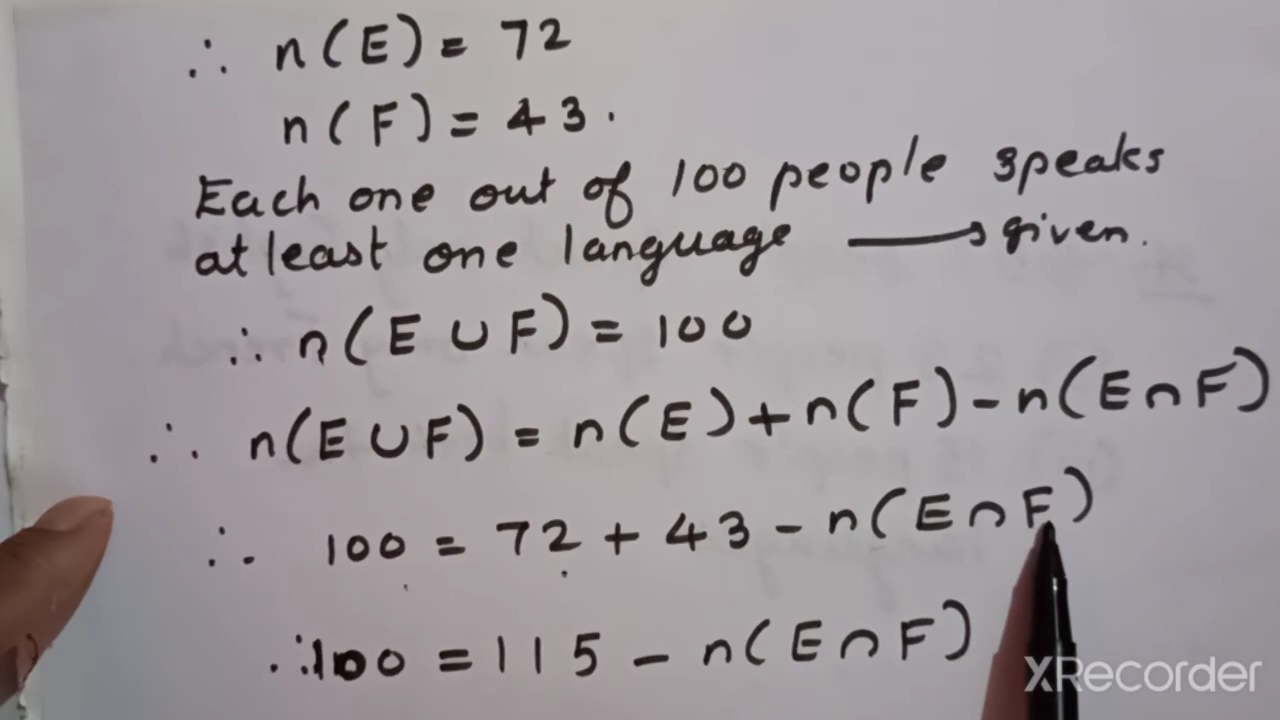 ∴ n(E) = 72
n(F) = 43.
Each one out of 100 people speaks
atleast one language → given.
∴ n(E ∪ F) = 100
∴ n(E ∪ F) = n(E) + n(F) - n(E ∩ F)
∴ 100 = 72 + 43 - n(E ∩ F)
∴ 100 = 115 - n(E ∩ F)
XRecorder